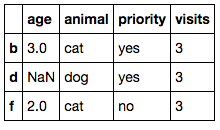 age animal priority visits
b 3.0 cat yes 3
d NaN dog yes 3
f 2.0 cat no 3